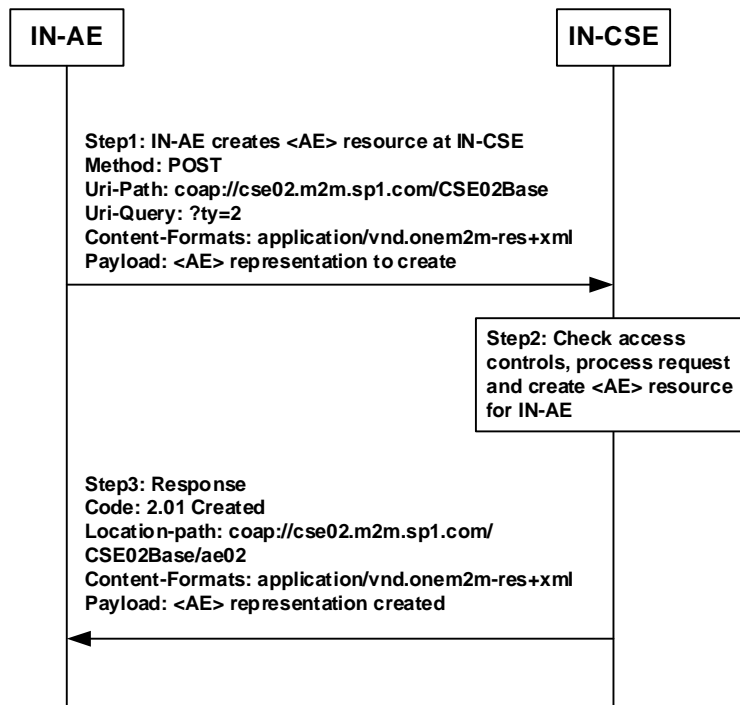 IN-AE
IN-CSE
Step1: IN-AE creates <AE> resource at IN-CSE
Method: POST
Uri-Path: coap://cse02.m2m.sp1.com/CSE02Base
Uri-Query: ?ty=2
Content-Formats: application/vnd.onem2m-res+xml
Payload: <AE> representation to create
Step2: Check access
controls, process request
and create <AE> resource
for IN-AE
Step3: Response
Code: 2.01 Created
Location-path: coap://cse02.m2m.sp1.com/
CSE02Base/ae02
Content-Formats: application/vnd.onem2m-res+xml
Payload: <AE> representation created